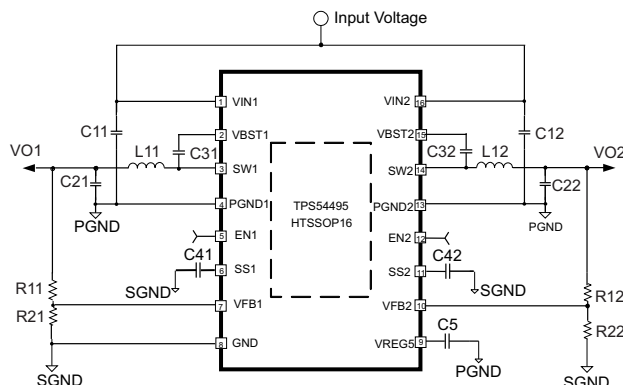 Input Voltage
1 VIN1 VIN2 16
C11 C12
2 VBST1 VBST2 15
VO1 L11 C31 C32 L12 VO2
3 SW1 SW2 14
C21 C22
TPS54495
HTSSOP16
4 PGND1 PGND2 13
PGND PGND
5 EN1 EN2 12
C41 C42
6 SS1 SS2 11
SGND SGND
R11 R12
7 VFB1 VFB2 10
R21 R22
C5
8 GND VREG5 9
SGND PGND SGND